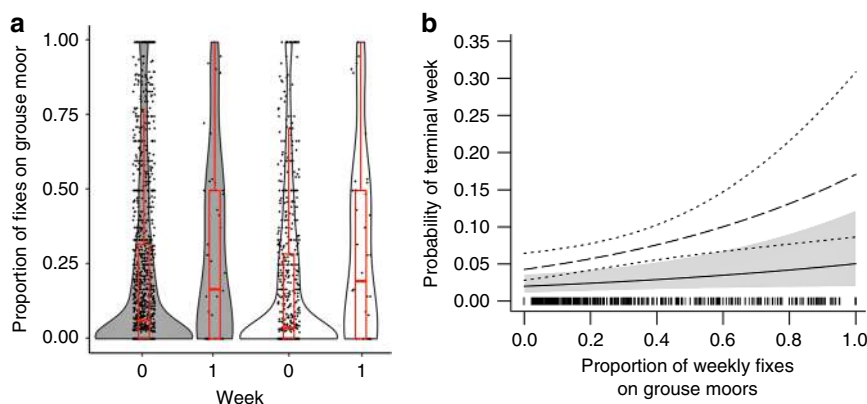 a
Proportion of fixes on grouse moor
1.00
0.75
0.50
0.25
0.00
0 1 0 1
Week
b
Probability of terminal week
0.35
0.30
0.25
0.20
0.15
0.10
0.05
0.00
0.0 0.2 0.4 0.6 0.8 1.0
Proportion of weekly fixes
on grouse moors